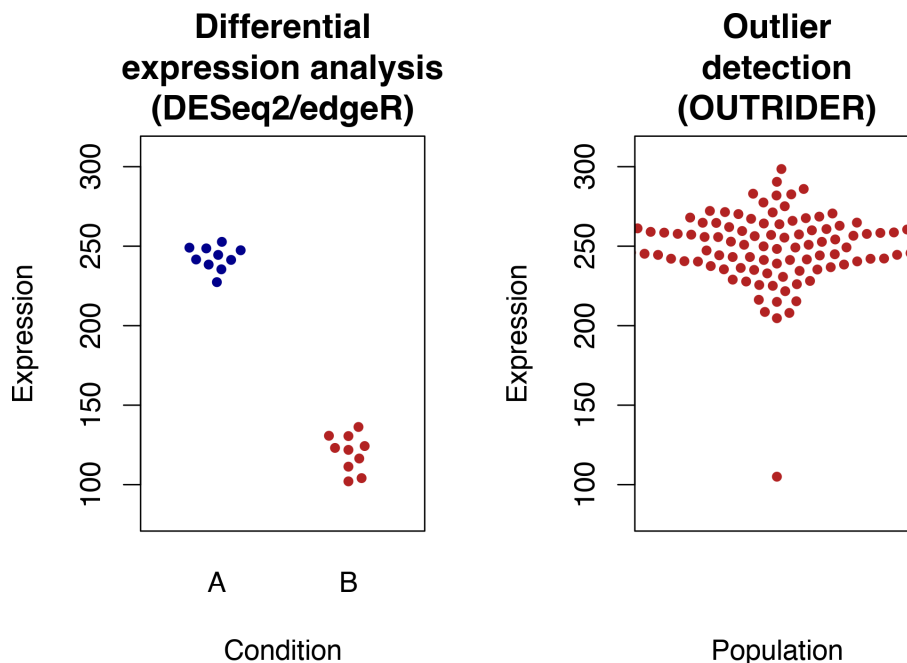 Differential
expression analysis
(DESeq2/edgeR)
Expression
300
250
200
150
100
A
B
Condition
Outlier
detection
(OUTRIDER)
Expression
300
250
200
150
100
Population